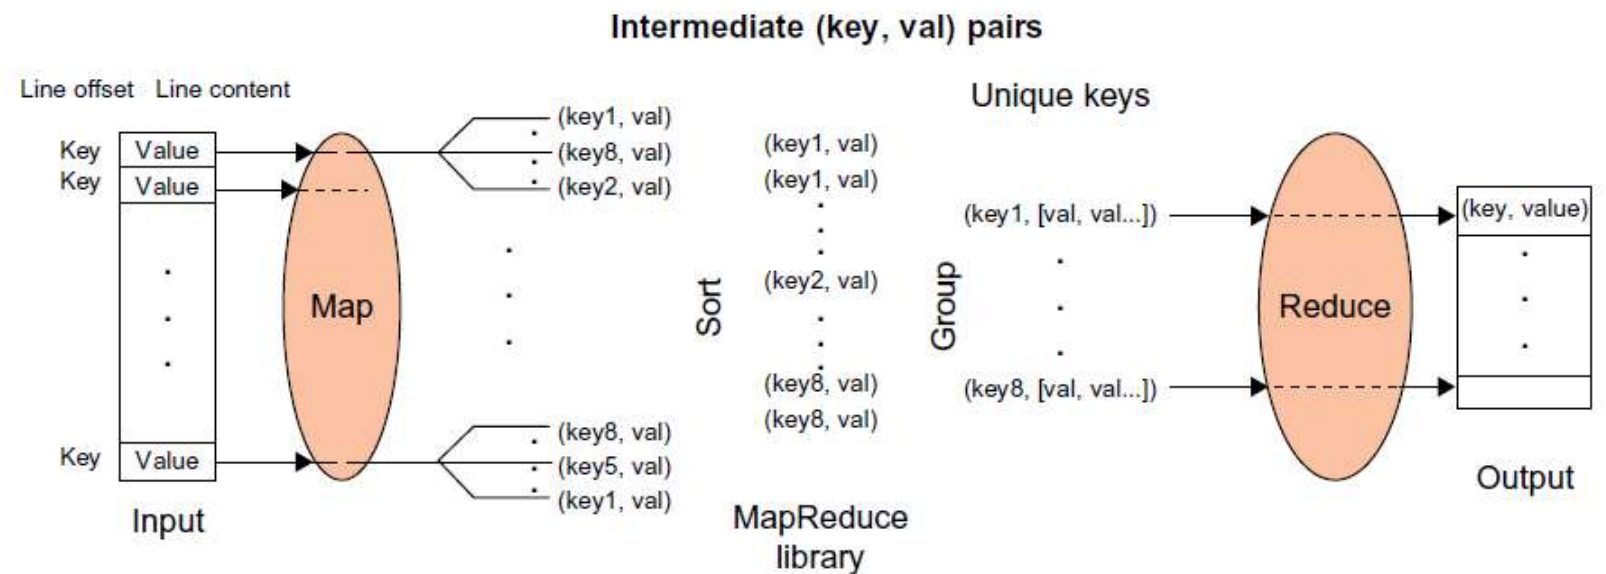 Intermediate (key, val) pairs
Line offset Line content
Key Value
Key Value
Key Value
Input
Map
(key1, val)
(key8, val)
(key2, val)
(key8, val)
(key5, val)
(key1, val)
Sort
(key1, val)
(key1, val)
(key2, val)
(key8, val)
(key8, val)
MapReduce
library
Group
Unique keys
(key1, [val, val...])
(key8, [val, val...])
Reduce
(key, value)
Output